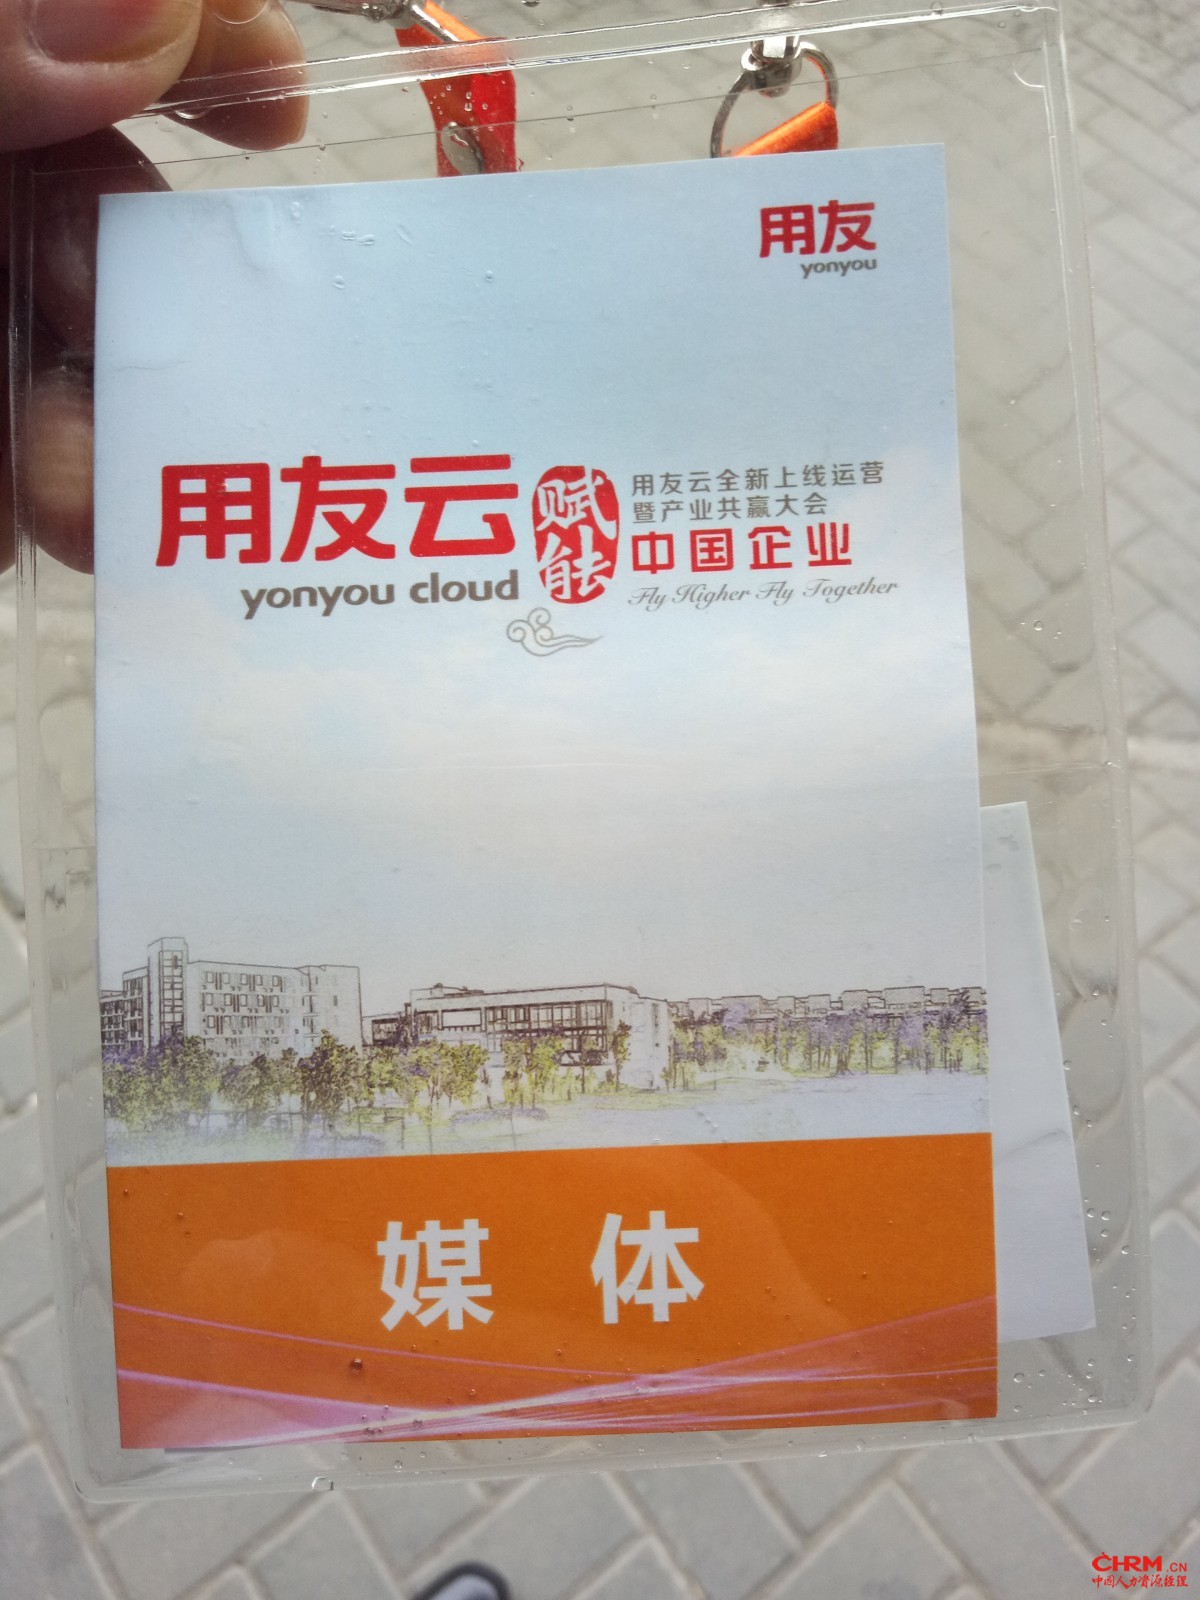 用友
yonyou
用友云
yonyou cloud
赋能
用友云全新上线运营
暨产业共赢大会
中国企业
Fly Higher Fly Together
媒体
CHRM.CN
中国人力资源经理